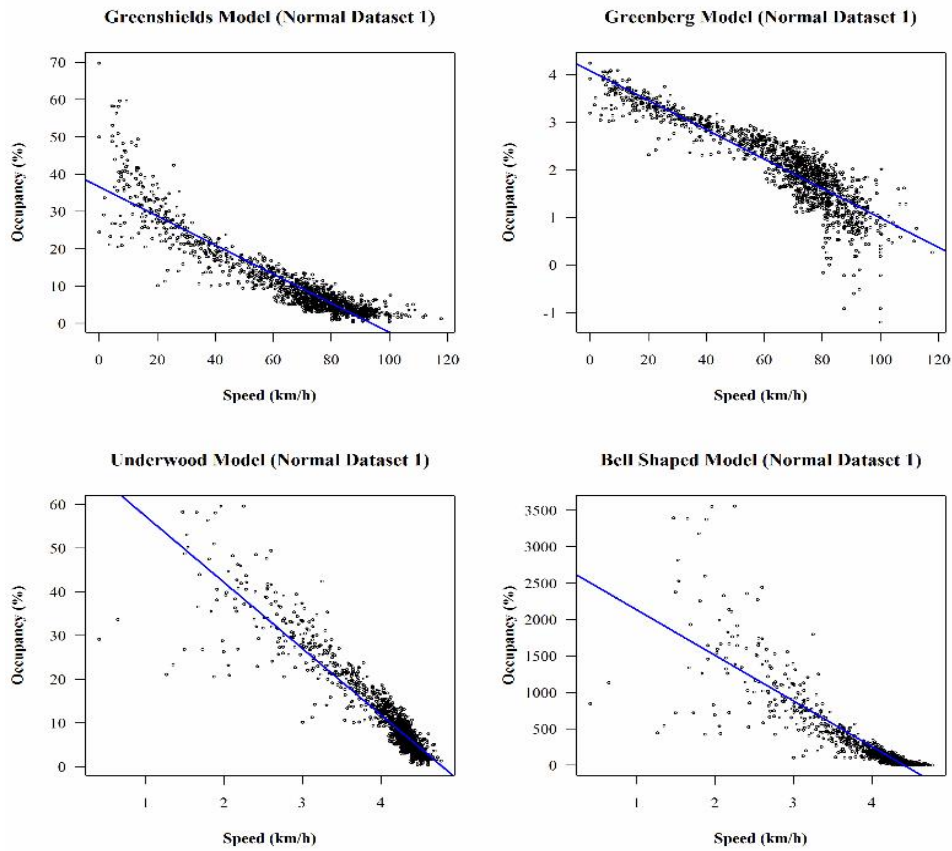 Greenshields Model (Normal Dataset 1)
Occupancy (%)
70
60
50
40
30
20
10
0
0 20 40 60 80 100 120
Speed (km/h)
Greenberg Model (Normal Dataset 1)
Occupancy (%)
4
3
2
1
0
-1
0 20 40 60 80 100 120
Speed (km/h)
Underwood Model (Normal Dataset 1)
Occupancy (%)
60
50
40
30
20
10
0
1 2 3 4
Speed (km/h)
Bell Shaped Model (Normal Dataset 1)
Occupancy (%)
3500
3000
2500
2000
1500
1000
500
0
1 2 3 4
Speed (km/h)